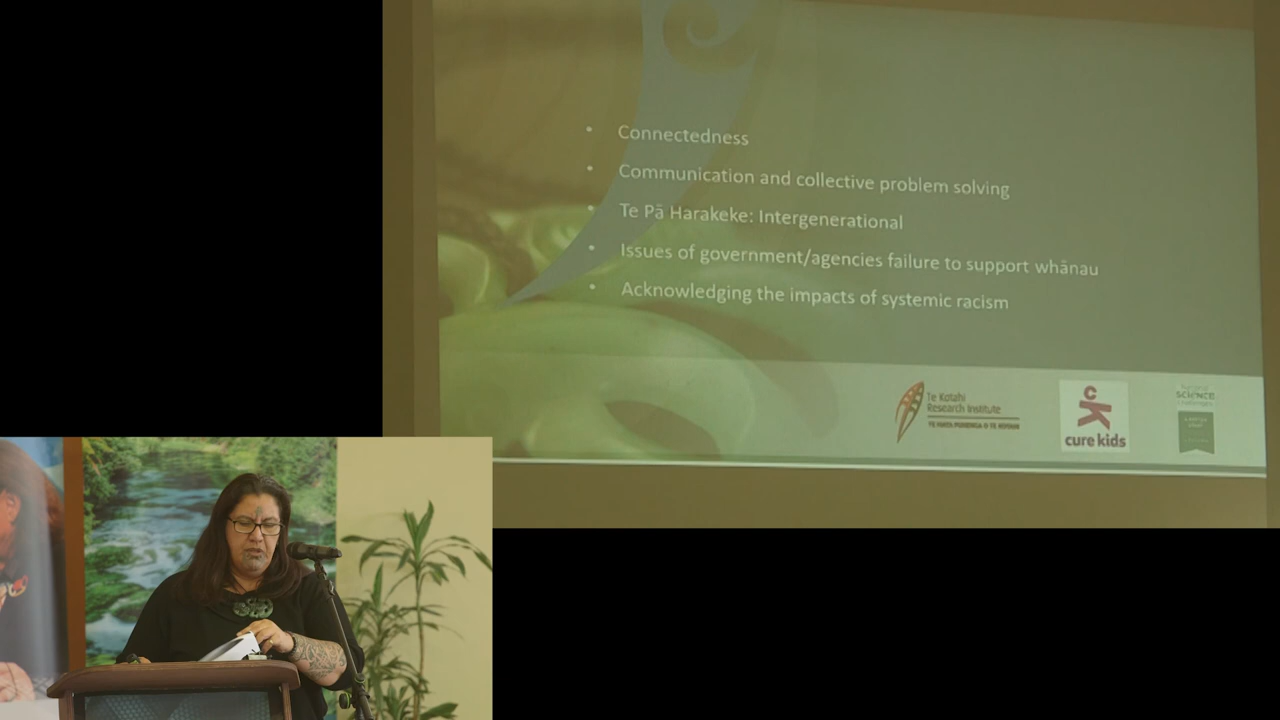 • Connectedness
• Communication and collective problem solving
• Te Pā Harakeke: Intergenerational
• Issues of government/agencies failure to support whānau
• Acknowledging the impacts of systemic racism
Te Kotahi
Research Institute
CK
cure kids
SCIENCE